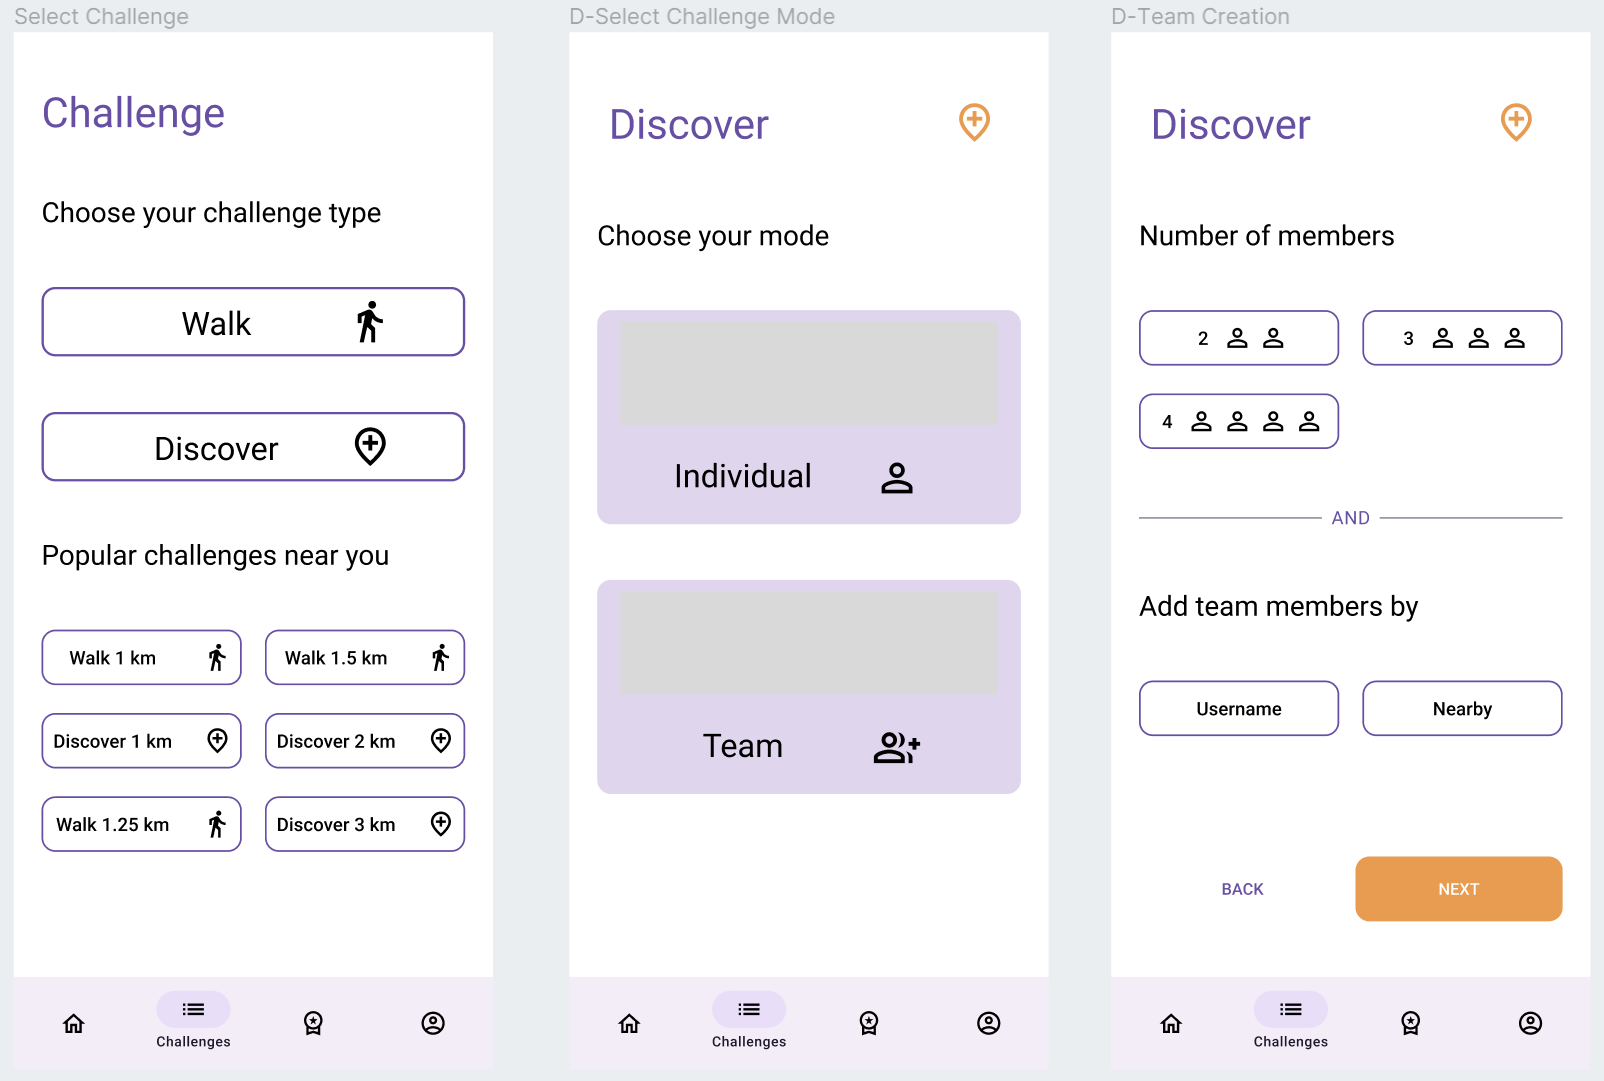 Select Challenge
Challenge
Choose your challenge type
Walk
Discover
Popular challenges near you
Walk 1 km
Walk 1.5 km
Discover 1 km
Discover 2 km
Walk 1.25 km
Discover 3 km
Challenges
D-Select Challenge Mode
Discover
Choose your mode
Individual
Team
Challenges
D-Team Creation
Discover
Number of members
2
3
4
AND
Add team members by
Username
Nearby
BACK
NEXT
Challenges